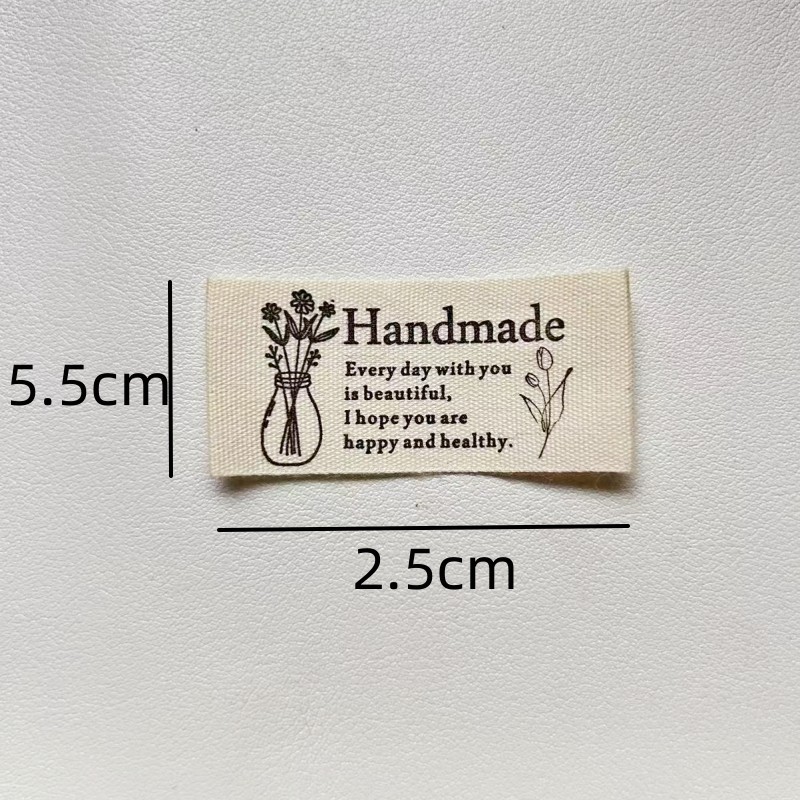 Handmade
Every day with you
is beautiful,
I hope you are
happy and healthy.
5.5cm
2.5cm